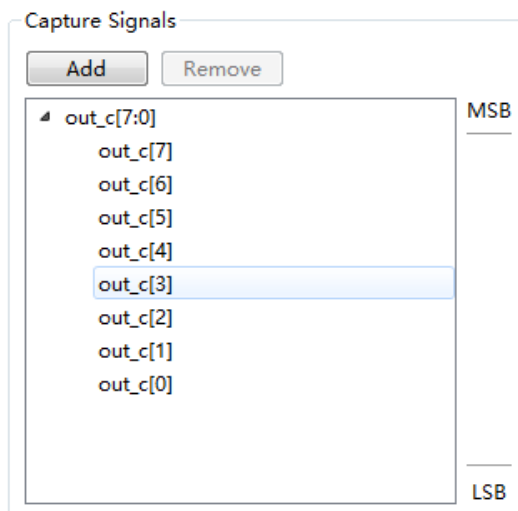 Capture Signals
Add Remove
out_c[7:0] MSB
out_c[7]
out_c[6]
out_c[5]
out_c[4]
out_c[3]
out_c[2]
out_c[1]
out_c[0]
LSB